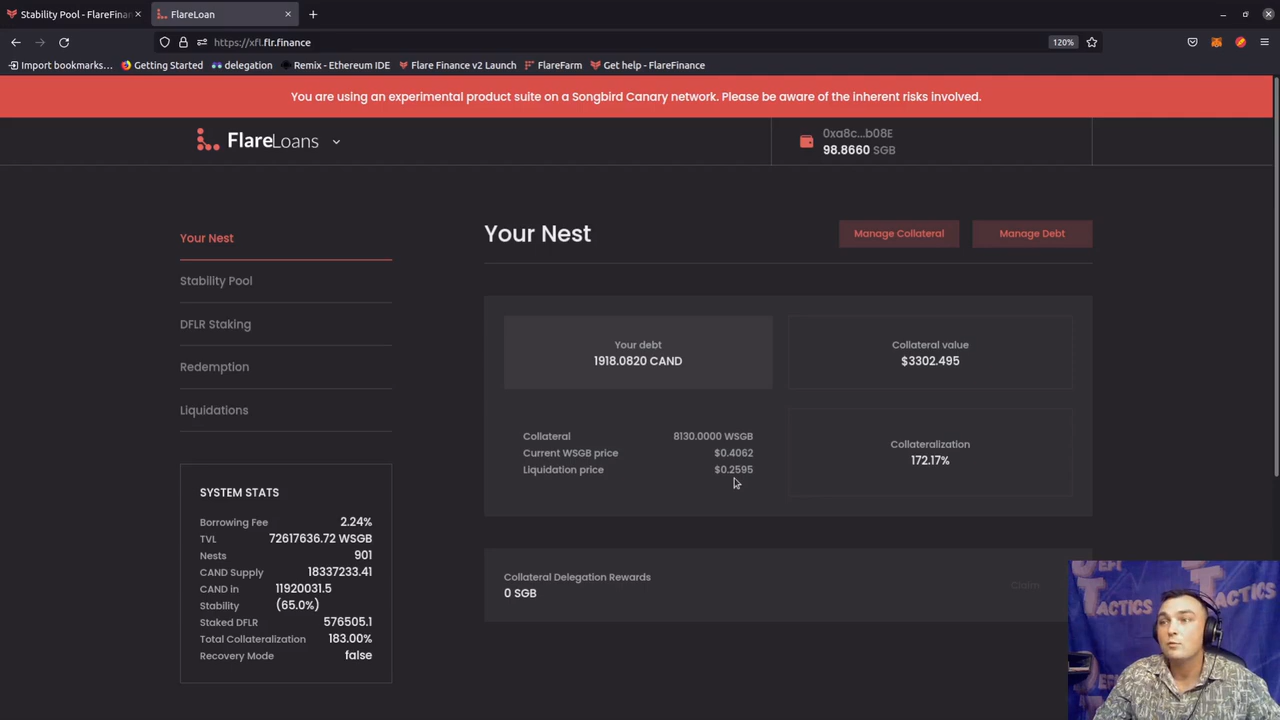 Stability Pool - FlareFinan
FlareLoan
https://xfl.flr.finance
120%
Import bookmarks...
Getting Started
delegation
Remix - Ethereum IDE
Flare Finance v2 Launch
FlareFarm
Get help - FlareFinance
You are using an experimental product suite on a Songbird Canary network. Please be aware of the inherent risks involved.
FlareLoans
0xa8c...b08E
98.8660 SGB
Your Nest
Stability Pool
DFLR Staking
Redemption
Liquidations
SYSTEM STATS
Borrowing Fee 2.24%
TVL 72617636.72 WSGB
Nests 901
CAND Supply 18337233.41
CAND in 11920031.5
Stability (65.0%)
Staked DFLR 576505.1
Total Collateralization 183.00%
Recovery Mode false
Your Nest
Manage Collateral
Manage Debt
Your debt
1918.0820 CAND
Collateral value
$3302.495
Collateral 8130.0000 WSGB
Current WSGB price $0.4062
Liquidation price $0.2595
Collateralization
172.17%
Collateral Delegation Rewards
0 SGB
Claim
DEFI
TACTICS